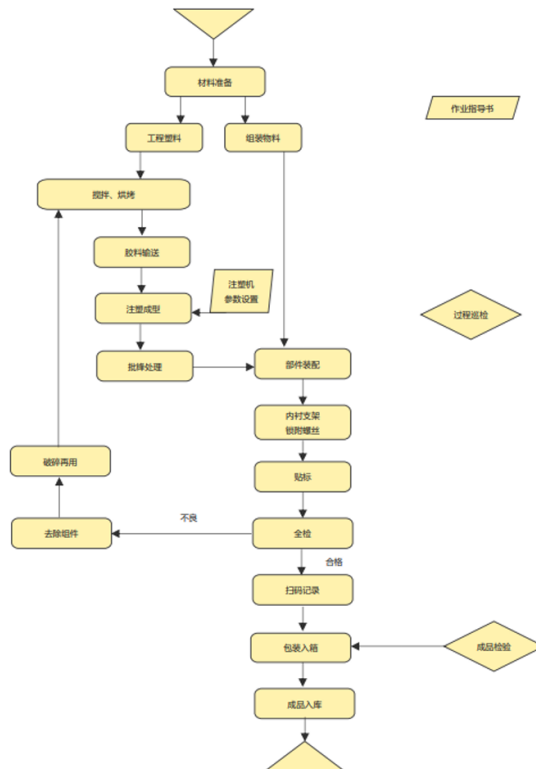 材料准备
作业指导书
工程塑料
组装物料
搅拌、烘烤
胶料输送
注塑机
参数设置
注塑成型
过程巡检
批锋处理
部件装配
内衬支架
锁附螺丝
破碎再用
贴标
不良
去除组件
全检
合格
扫码记录
包装入箱
成品检验
成品入库